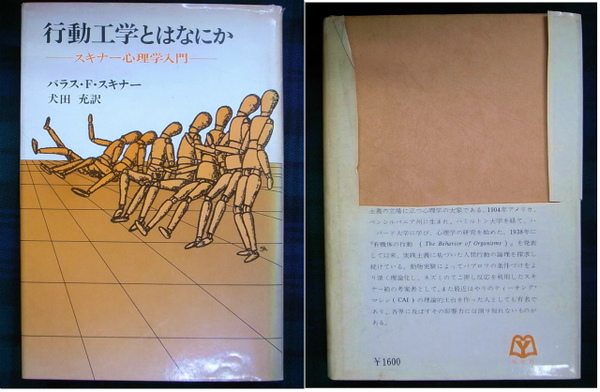 行動工学とはなにか
スキナー心理学入門
バラス・F・スキナー
犬田 充訳
主義の立場に立つ心理学の大家である。1904年アメリカ、
ペンシルバニア州に生まれ、ハミルトン大学を経て、ハ
ーバード大学に学び、心理学の研究を始めた。1938年に
『有機体の行動 (The Behavior of Organisms)』を発表
して以来、実践主義に基づいた人間行動の論理を探求し
続けている。動物実験によってパブロフの条件づけをよ
り深く理論化し、ネズミのてこ押し反応を利用したスキ
ナー箱の考案者として、また最近はやりのティーチング・
マシン(CAI)の理論的土台を作った人としても有名で
あり、各界に及ぼすその影響力には測り知れないものが
ある。
¥1600